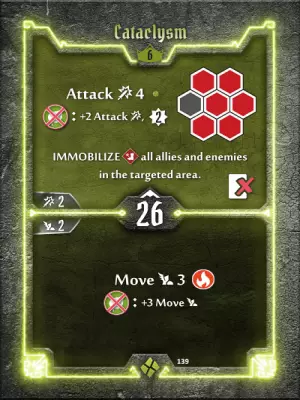 Cataclysm
6
Attack 4
: +2 Attack , 2
IMMOBILIZE all allies and enemies
in the targeted area.
2
2
26
Move 3
: +3 Move
139